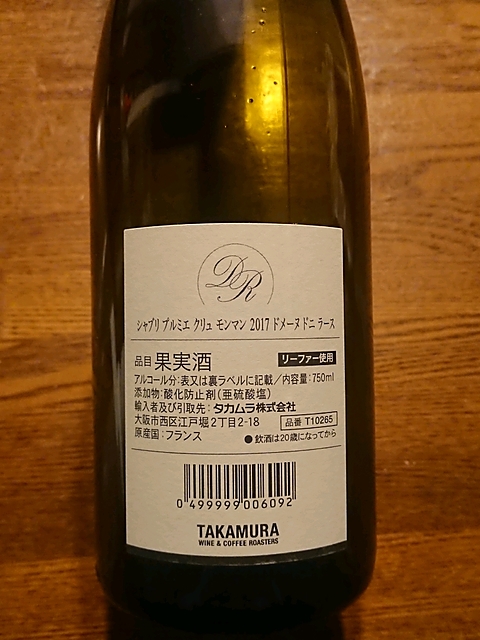 DR
シャブリ プルミエ クリュ モンマン 2017 ドメーヌ ドニ ラース
品目 果実酒 リーファー使用
アルコール分:表又は裏ラベルに記載/内容量:750ml
添加物:酸化防止剤(亜硫酸塩)
輸入者及び引取先:タカムラ株式会社
大阪市西区江戸堀2丁目2-18 品番 T10265
原産国:フランス ●飲酒は20歳になってから
0 499999 006092
TAKAMURA
WINE & COFFEE ROASTERS